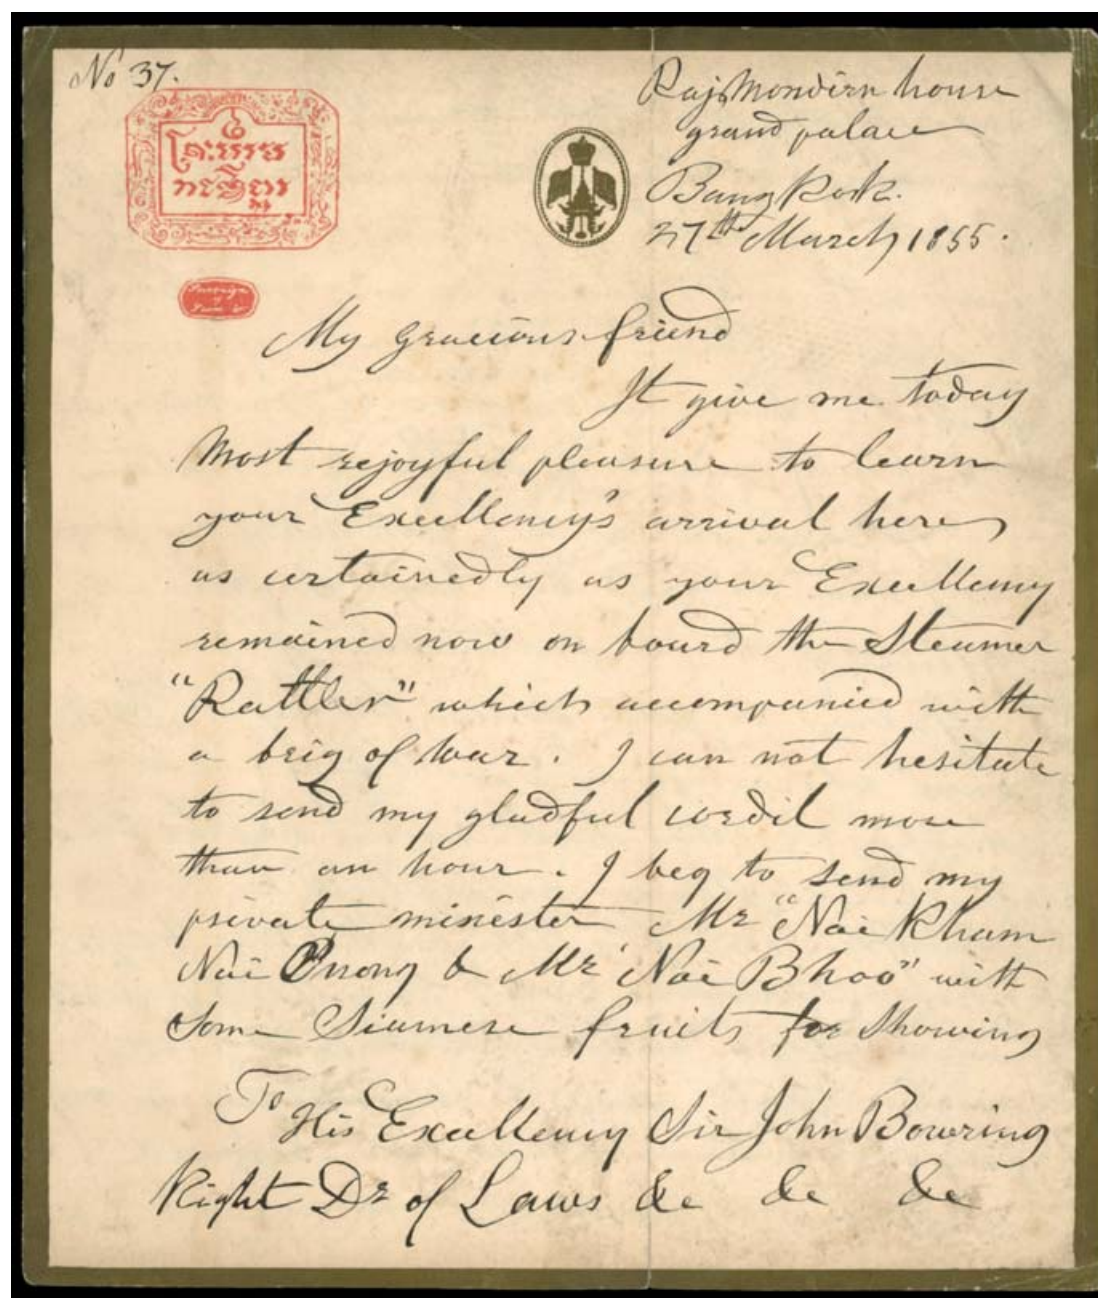 No 37.
Rajmondirn house
grand palace
Bangkok.
27th March 1855.
My gracious friend
It give me today
most rejoyful pleasure to learn
your Excellency's arrival here
as certainedly as your Excellency
remained now on board the Steamer
"Rattler" which accompanied with
a brig of war. I can not hesitate
to send my gladful cordil more
than an hour. I beg to send my
private minister Mr "Nai Kham
Nai Pnong & Mr "Nai Bhoo" with
some Siamese fruits for showing
To
His Excellency Sir John Bowring
Right Dr of Laws &c &c &c